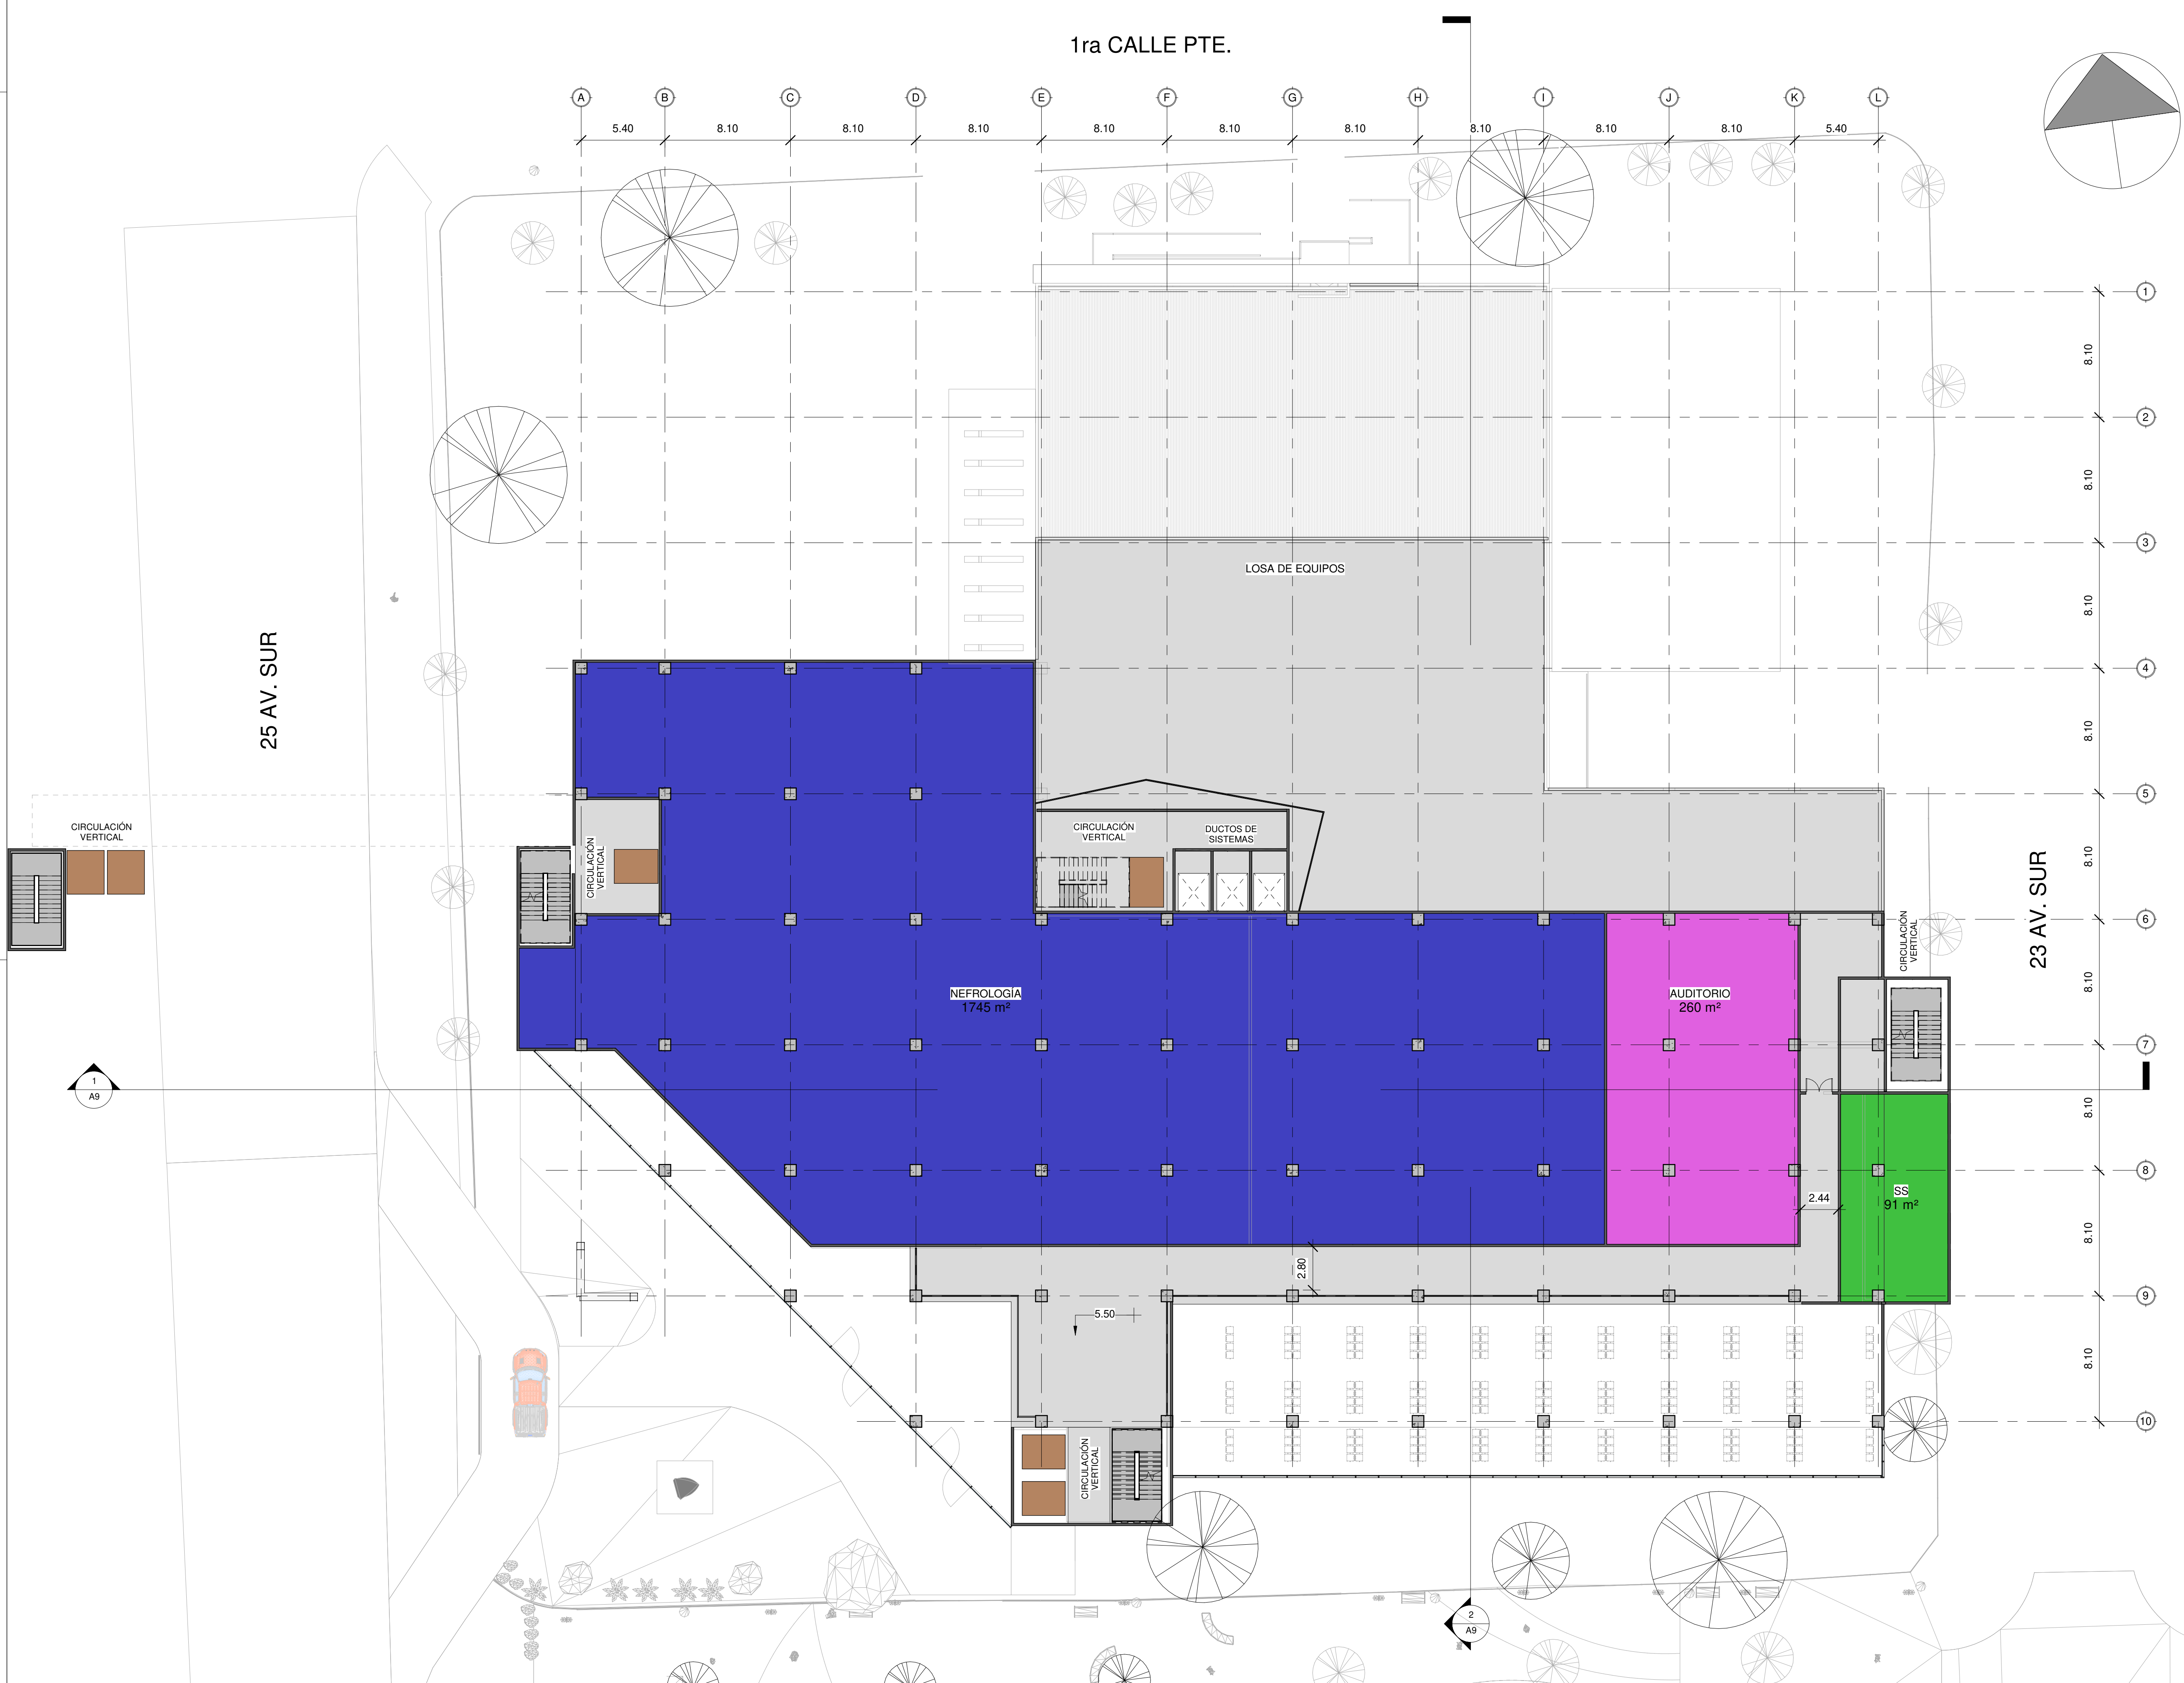 1ra CALLE PTE.
A B C D E F G H I J K L
5.40 8.10 8.10 8.10 8.10 8.10 8.10 8.10 8.10 8.10 5.40
1
8.10
2
8.10
3
LOSA DE EQUIPOS
8.10
4
25 AV. SUR
8.10
5
CIRCULACIÓN
VERTICAL
CIRCULACIÓN
VERTICAL
CIRCULACIÓN
VERTICAL
DUCTOS DE
SISTEMAS
8.10
23 AV. SUR
6
CIRCULACIÓN
VERTICAL
8.10
NEFROLOGÍA
1745 m²
AUDITORIO
260 m²
7
1
A9
8.10
8
SS
91 m²
2.44
8.10
2.80
9
5.50
8.10
10
CIRCULACIÓN
VERTICAL
2
A9